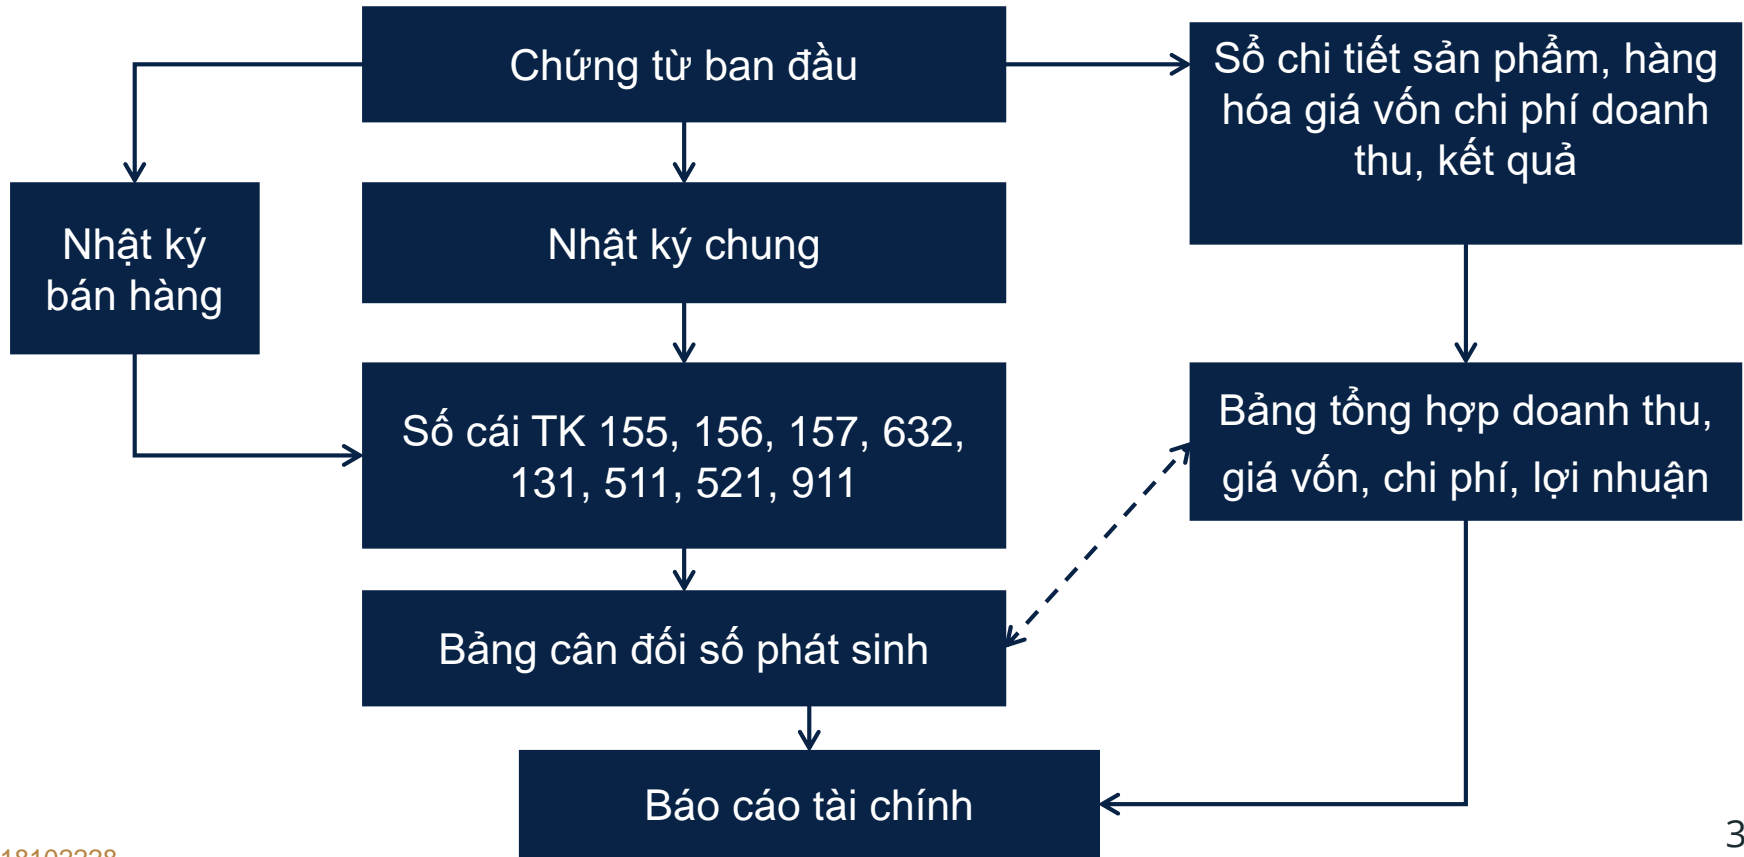 Chứng từ ban đầu
Sổ chi tiết sản phẩm, hàng
hóa giá vốn chi phí doanh
thu, kết quả
Nhật ký
bán hàng
Nhật ký chung
Số cái TK 155, 156, 157, 632,
131, 511, 521, 911
Bảng tổng hợp doanh thu,
giá vốn, chi phí, lợi nhuận
Bảng cân đối số phát sinh
Báo cáo tài chính
3